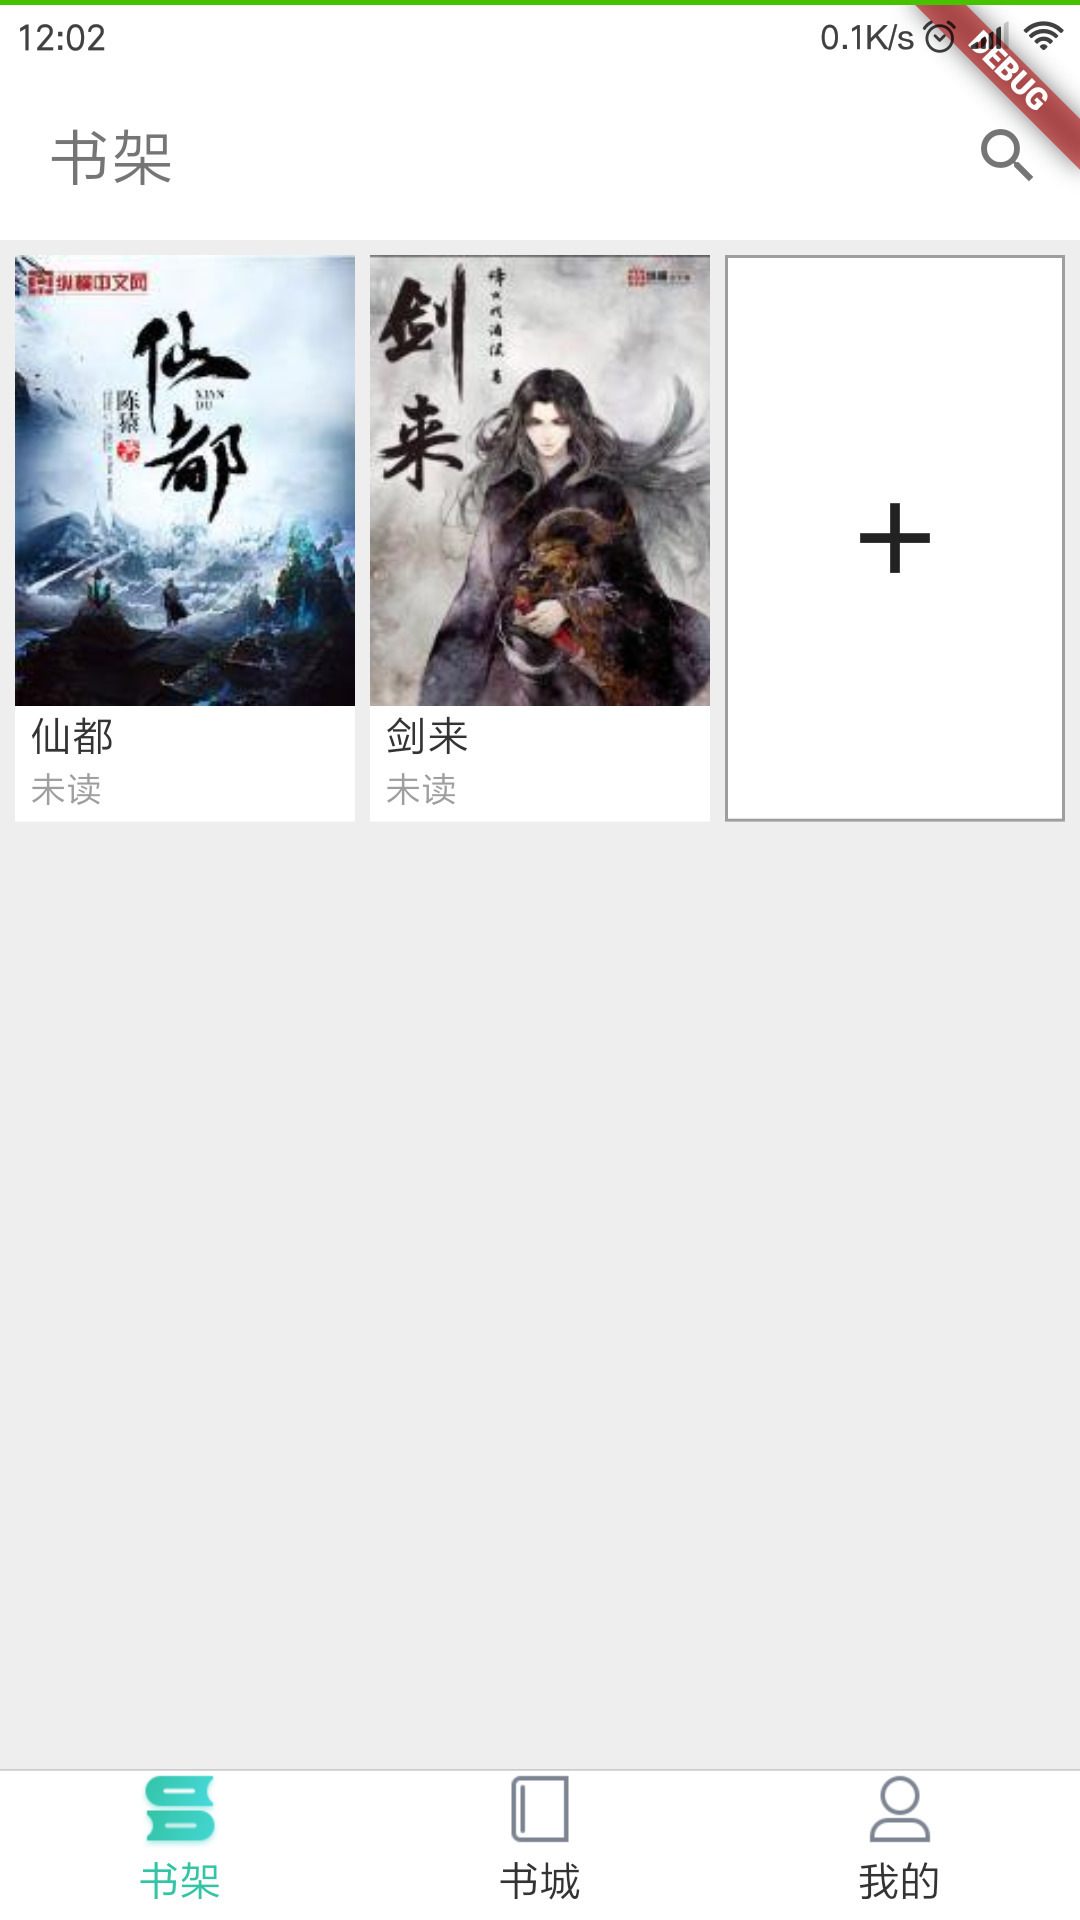 12:02
0.1K/s
DEBUG
书架
纵横中文网
仙都
XIAN
DU
陈猿
著
剑来
烽火戏诸侯 著
纵横
仙都
未读
剑来
未读
书架
书城
我的